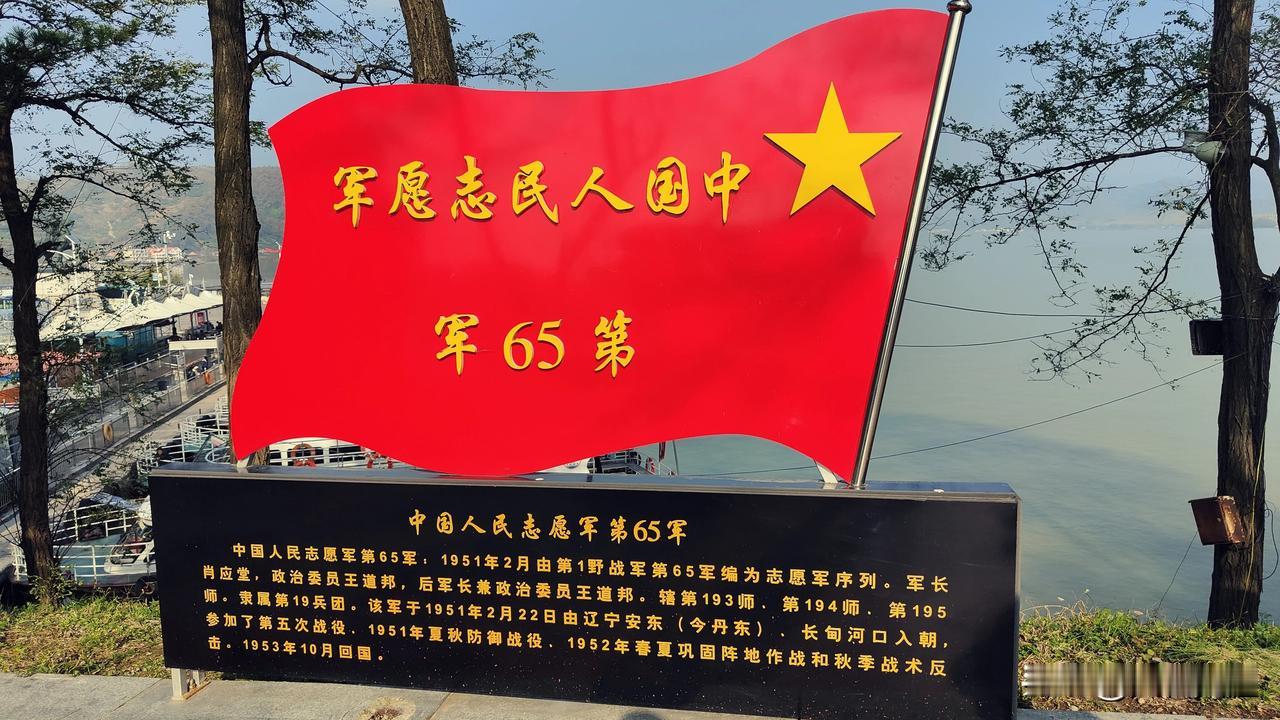 中国人民志愿军
第65军
中国人民志愿军第65军
中国人民志愿军第65军：1951年2月由第1野战军第65军编为志愿军序列。军长
肖应堂，政治委员王道邦，后军长兼政治委员王道邦。辖第193师、第194师、第195
师。隶属第19兵团。该军于1951年2月22日由辽宁安东（今丹东）、长甸河口入朝，
参加了第五次战役、1951年夏秋防御战役、1952年春夏巩固阵地作战和秋季战术反
击。1953年10月回国。